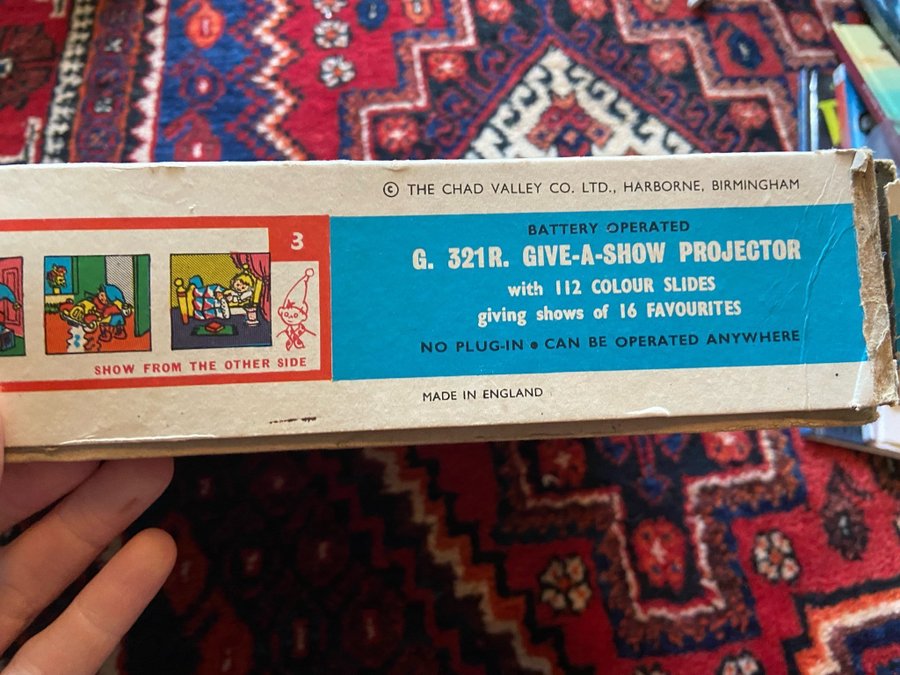 © THE CHAD VALLEY CO. LTD., HARBORNE, BIRMINGHAM
3
SHOW FROM THE OTHER SIDE
BATTERY OPERATED
G. 321R. GIVE-A-SHOW PROJECTOR
with 112 COLOUR SLIDES
giving shows of 16 FAVOURITES
NO PLUG-IN • CAN BE OPERATED ANYWHERE
MADE IN ENGLAND